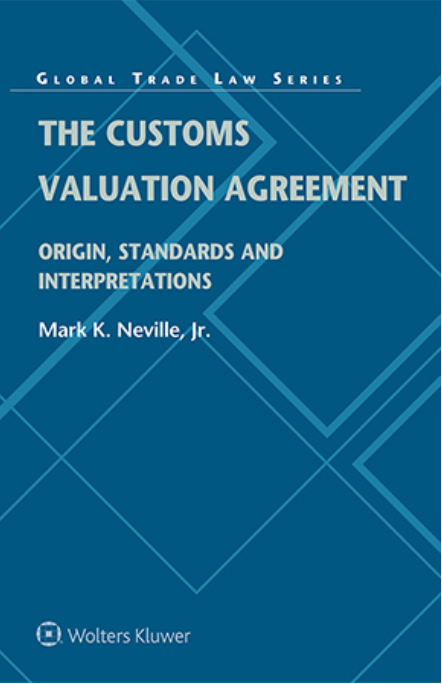 GLOBAL TRADE LAW SERIES
THE CUSTOMS
VALUATION AGREEMENT
ORIGIN, STANDARDS AND
INTERPRETATIONS
Mark K. Neville, Jr.
Wolters Kluwer